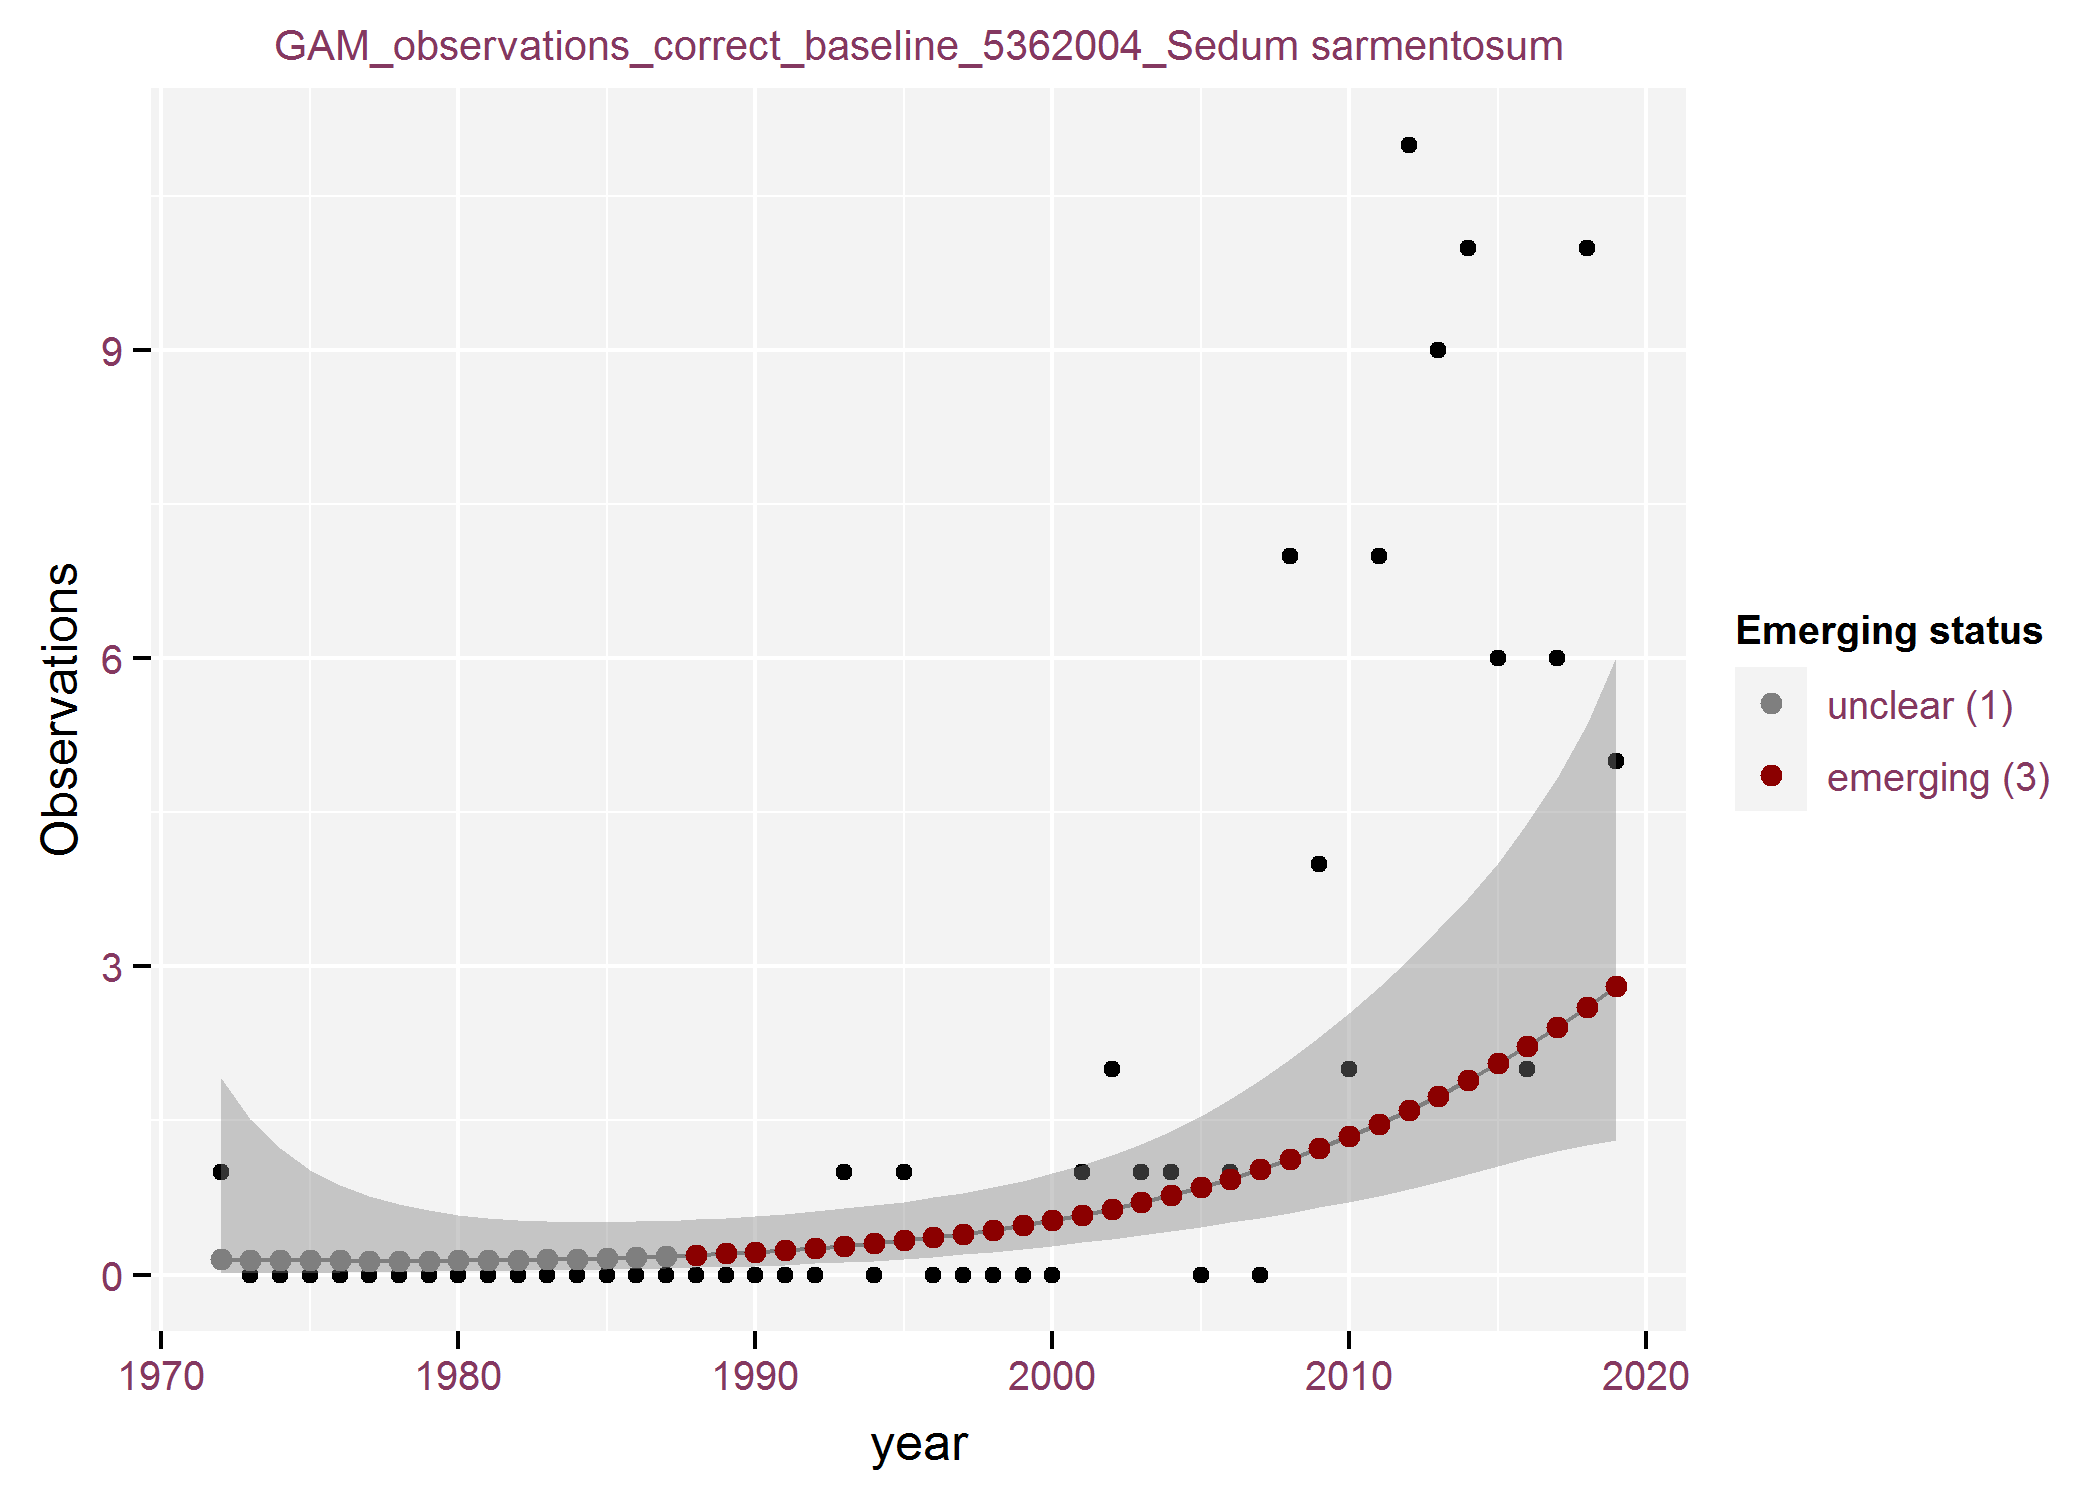 GAM_observations_correct_baseline_5362004_Sedum sarmentosum
Observations
9
6
3
0
1970 1980 1990 2000 2010 2020
year
Emerging status
unclear (1)
emerging (3)